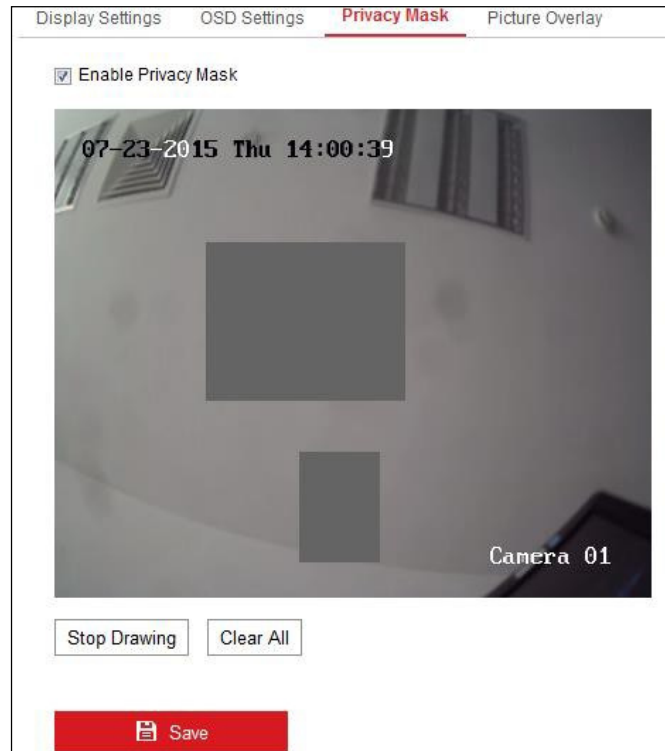 Display Settings OSD Settings Privacy Mask Picture Overlay
Enable Privacy Mask
07-23-2015 Thu 14:00:39
Camera 01
Stop Drawing Clear All
Save